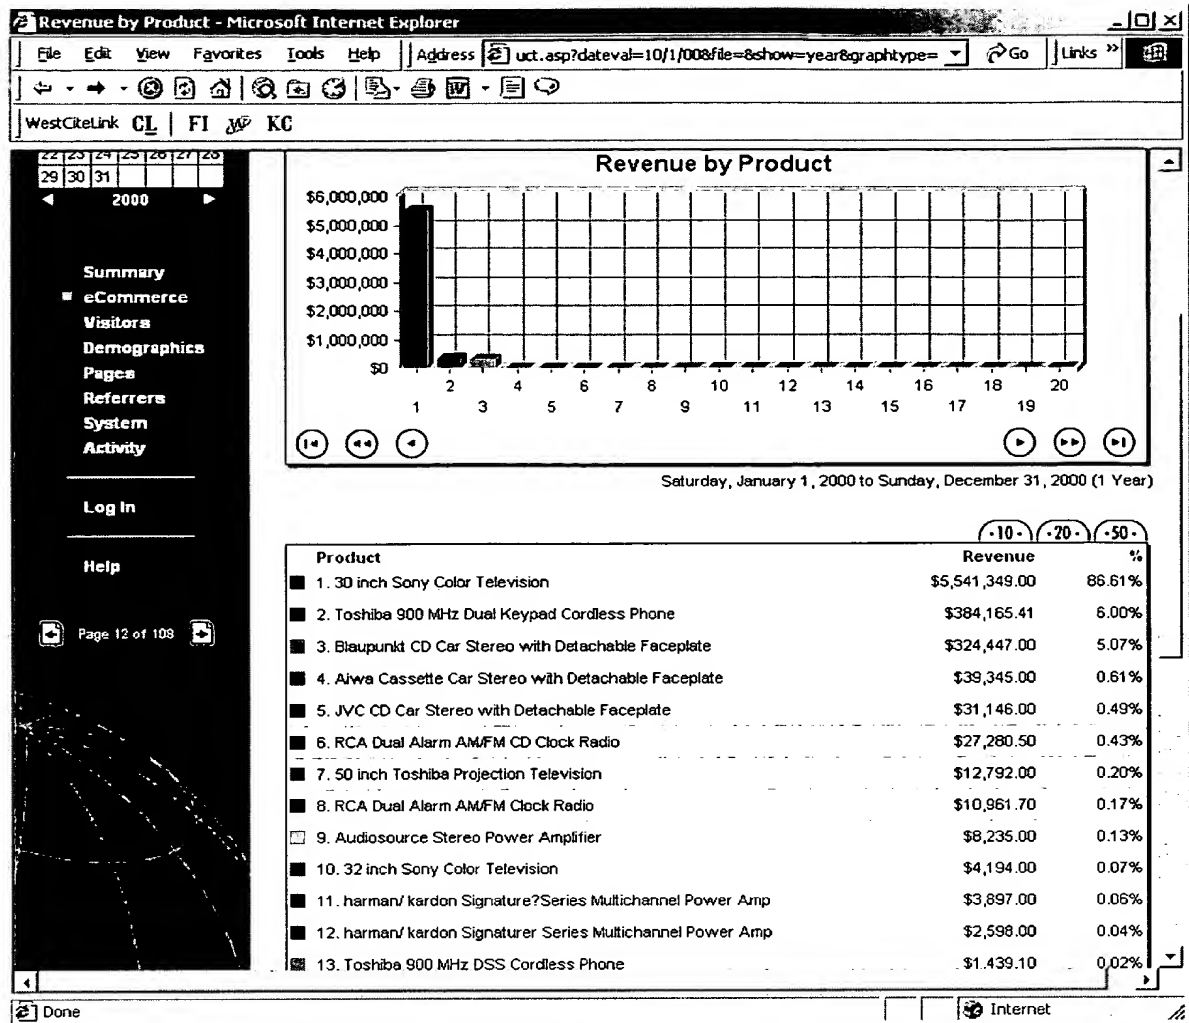 Revenue by Product - Microsoft Internet Explorer
File Edit View Favorites Tools Help Address uct.asp?dateval=10/1/00&file=&show=year&graphtype= Go Links »
WestCiteLink CL FI WP KC
22 23 24 25 26 27 28
29 30 31
2000
Summary
eCommerce
Visitors
Demographics
Pages
Referrers
System
Activity
Log In
Help
Page 12 of 108
Revenue by Product
$6,000,000
$5,000,000
$4,000,000
$3,000,000
$2,000,000
$1,000,000
$0
2 4 6 8 10 12 14 16 18 20
1 3 5 7 9 11 13 15 17 19
Saturday, January 1, 2000 to Sunday, December 31, 2000 (1 Year)
·10· ·20· ·50·
Product Revenue %
1. 30 inch Sony Color Television $5,541,349.00 86.61%
2. Toshiba 900 MHz Dual Keypad Cordless Phone $384,165.41 6.00%
3. Blaupunkt CD Car Stereo with Detachable Faceplate $324,447.00 5.07%
4. Aiwa Cassette Car Stereo with Detachable Faceplate $39,345.00 0.61%
5. JVC CD Car Stereo with Detachable Faceplate $31,146.00 0.49%
6. RCA Dual Alarm AM/FM CD Clock Radio $27,280.50 0.43%
7. 50 inch Toshiba Projection Television $12,792.00 0.20%
8. RCA Dual Alarm AM/FM Clock Radio $10,961.70 0.17%
9. Audiosource Stereo Power Amplifier $8,235.00 0.13%
10. 32 inch Sony Color Television $4,194.00 0.07%
11. harman/ kardon Signature?Series Multichannel Power Amp $3,897.00 0.06%
12. harman/ kardon Signaturer Series Multichannel Power Amp $2,598.00 0.04%
13. Toshiba 900 MHz DSS Cordless Phone $1,439.10 0.02%
Done Internet